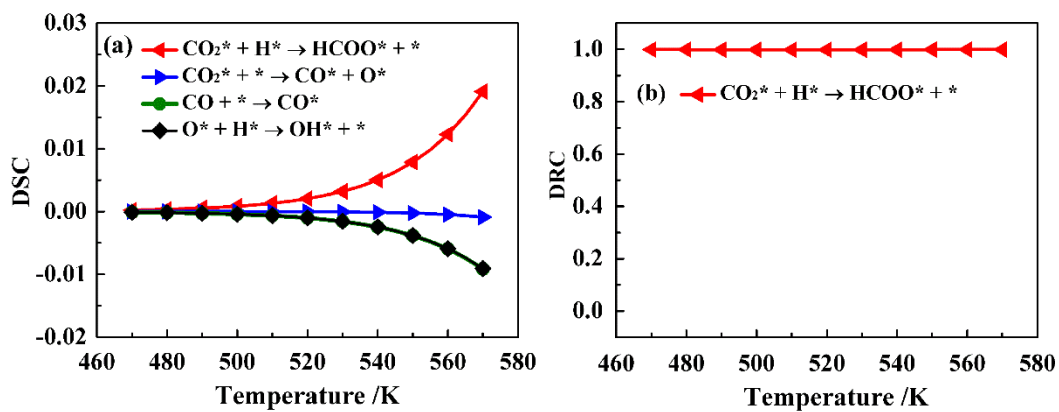 (a)
CO₂* + H* → HCOO* + *
CO₂* + * → CO* + O*
CO + * → CO*
O* + H* → OH* + *
0.03
0.02
0.01
0.00
-0.01
-0.02
DSC
460 480 500 520 540 560 580
Temperature /K
1.0
0.8
0.6
0.4
0.2
0.0
DRC
(b)
CO₂* + H* → HCOO* + *
460 480 500 520 540 560 580
Temperature /K